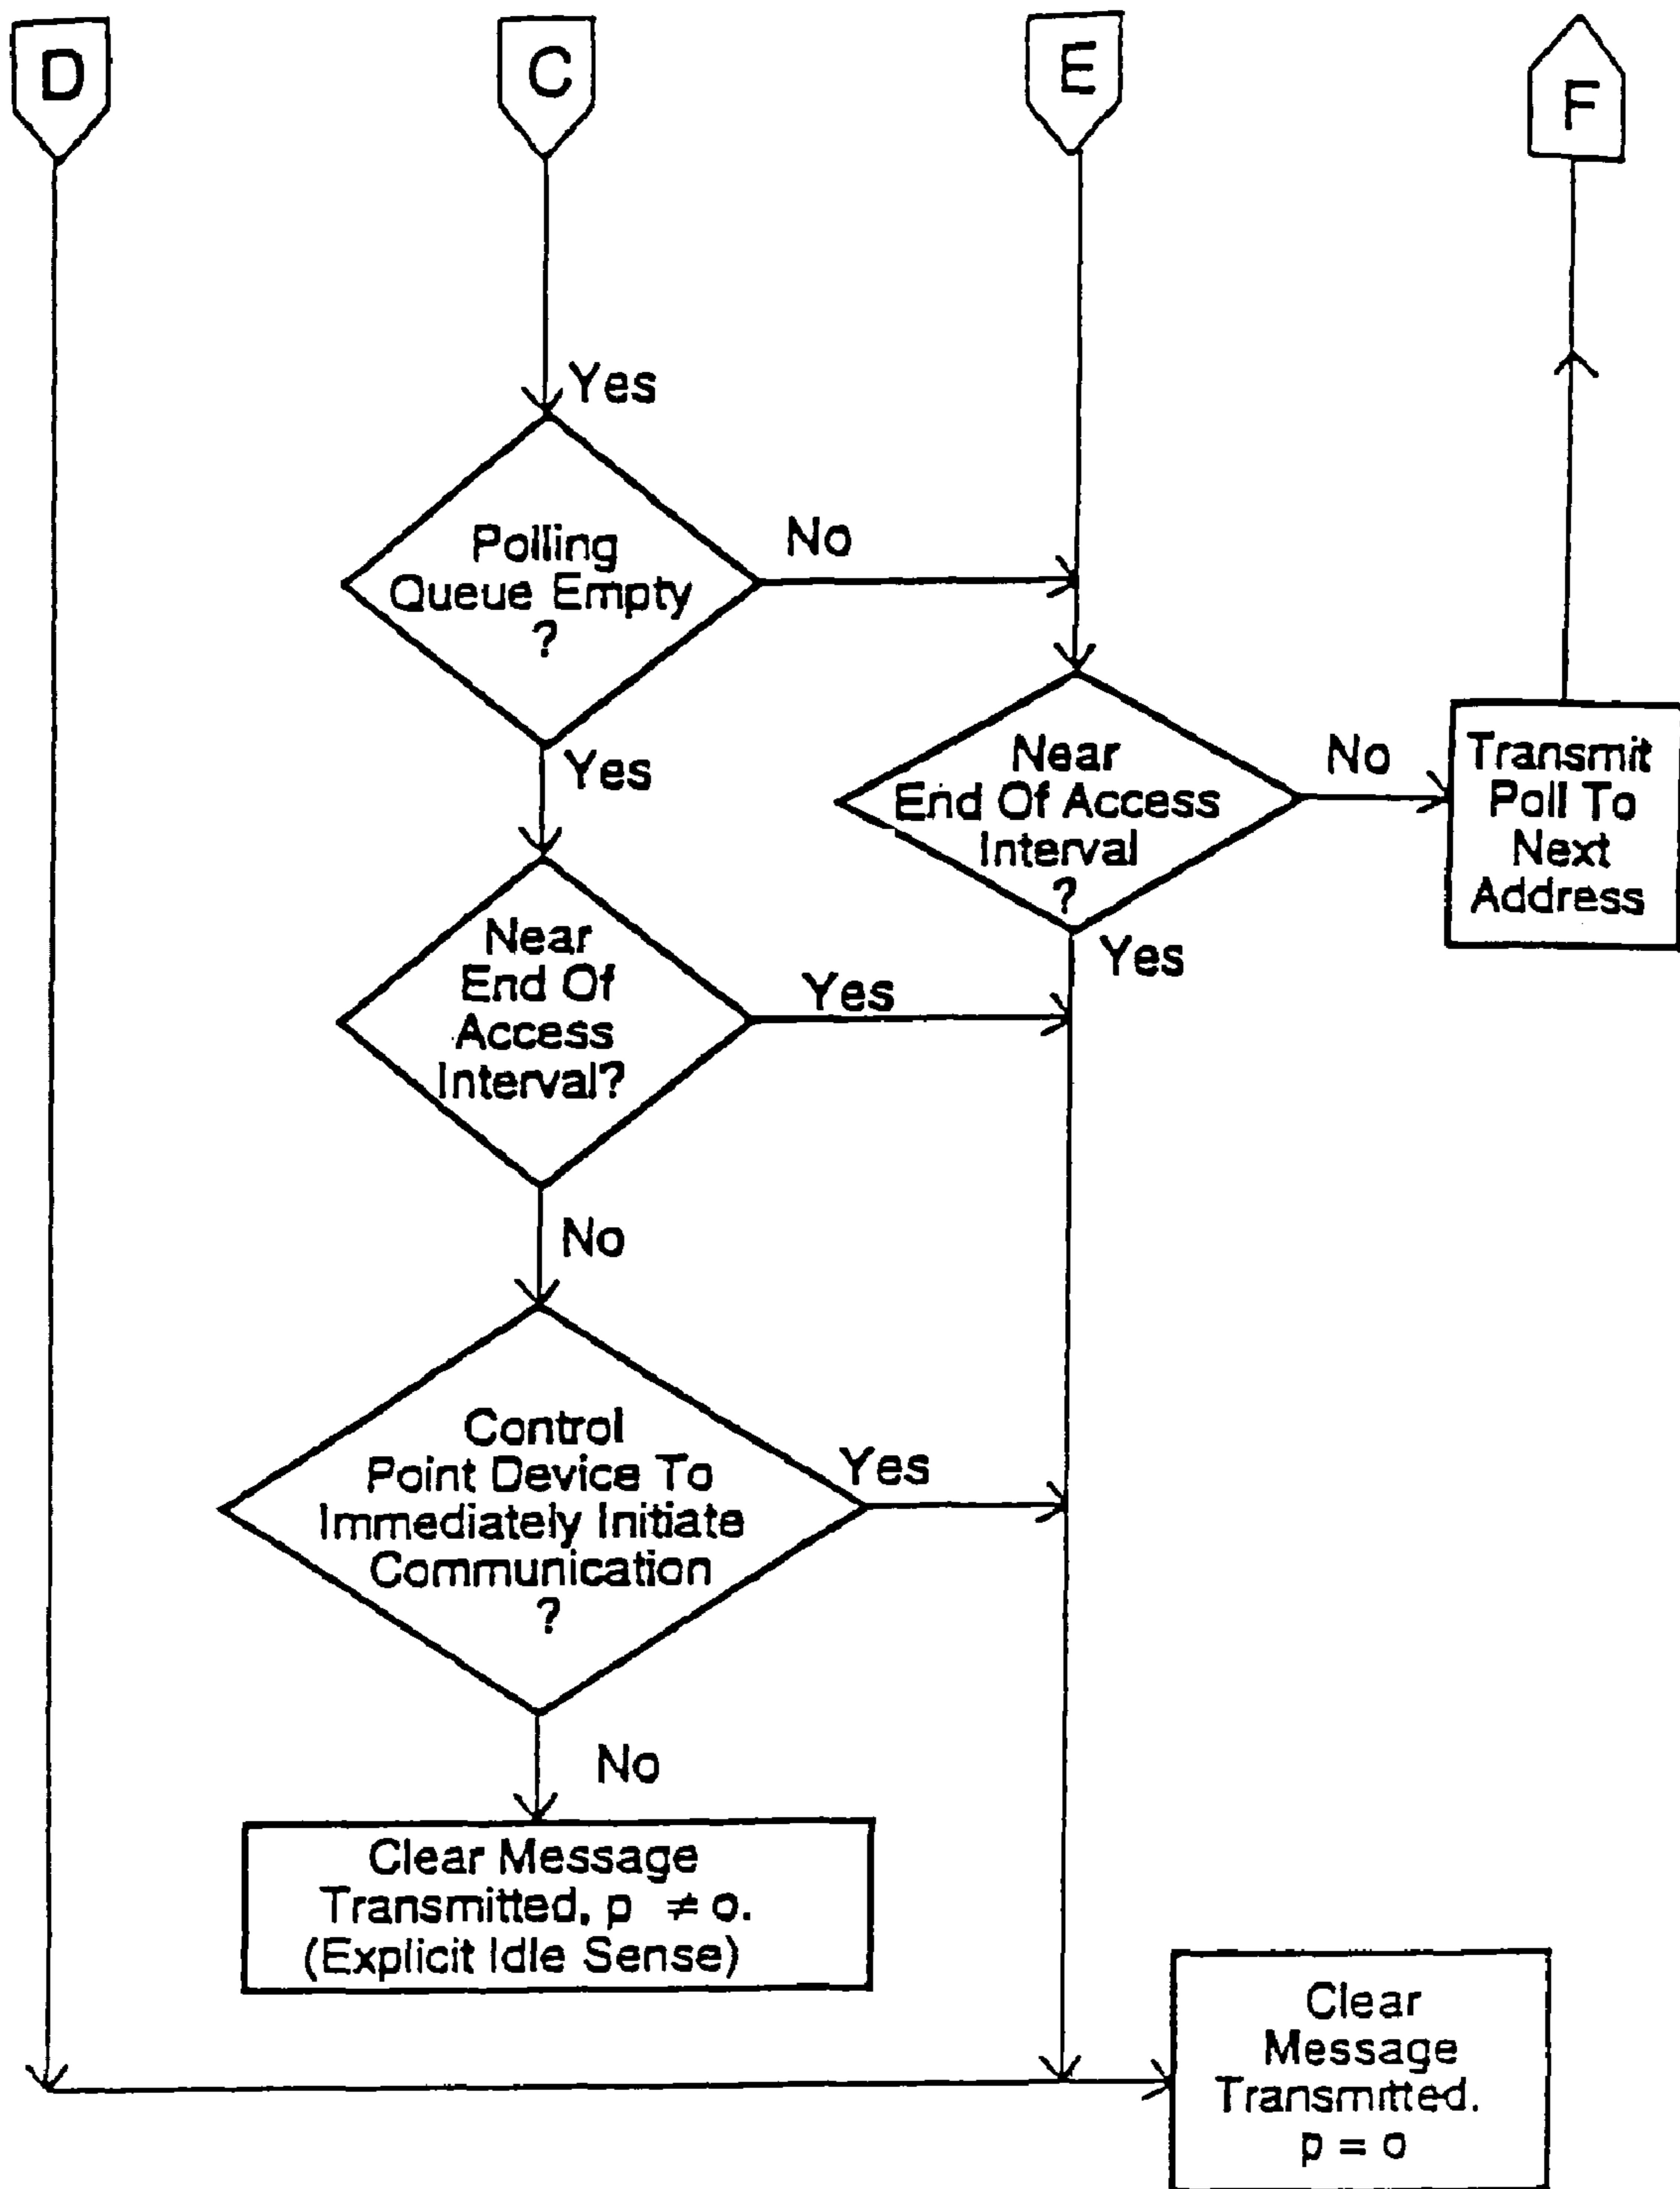 D
C
E
F
Yes
Polling
Queue Empty
?
No
Yes
Near
End Of Access
Interval
?
No
Yes
Transmit
Poll To
Next
Address
Near
End Of
Access
Interval?
Yes
No
Control
Point Device To
Immediately Initiate
Communication
?
Yes
No
Clear Message
Transmitted, p ≠ o.
(Explicit Idle Sense)
Clear
Message
Transmitted.
p = o